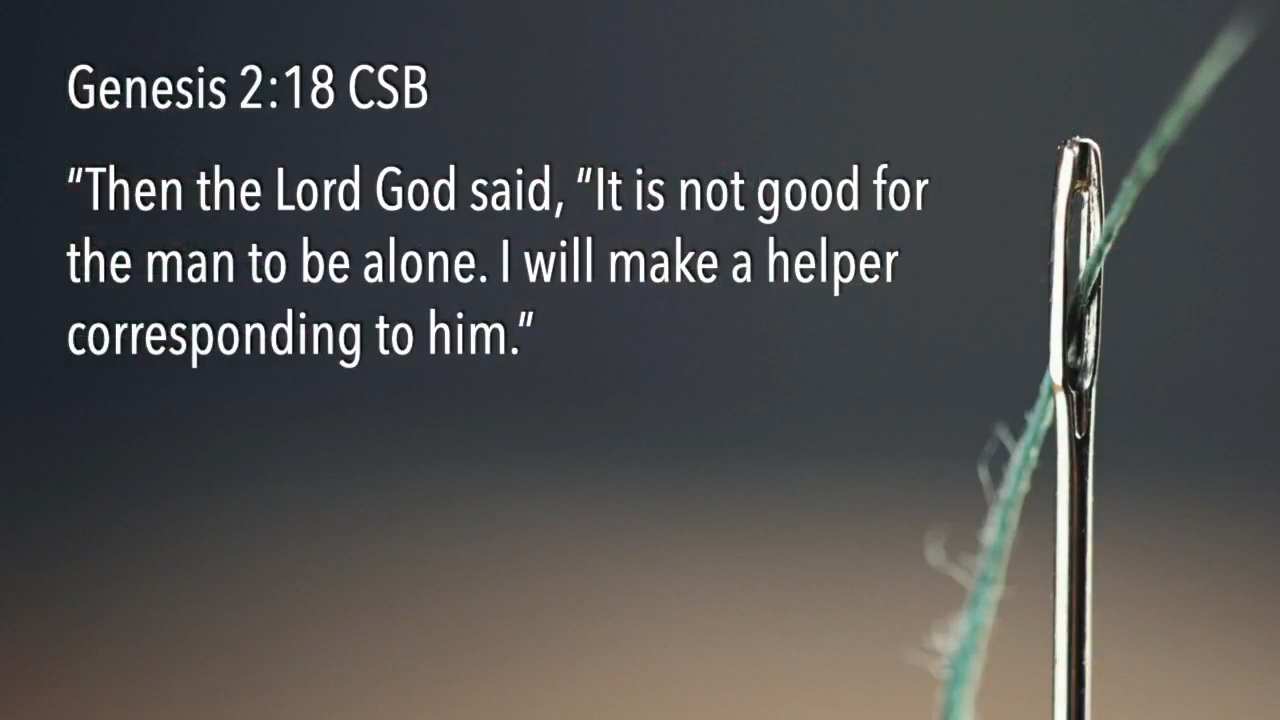 Genesis 2:18 CSB
“Then the Lord God said, “It is not good for
the man to be alone. I will make a helper
corresponding to him.”